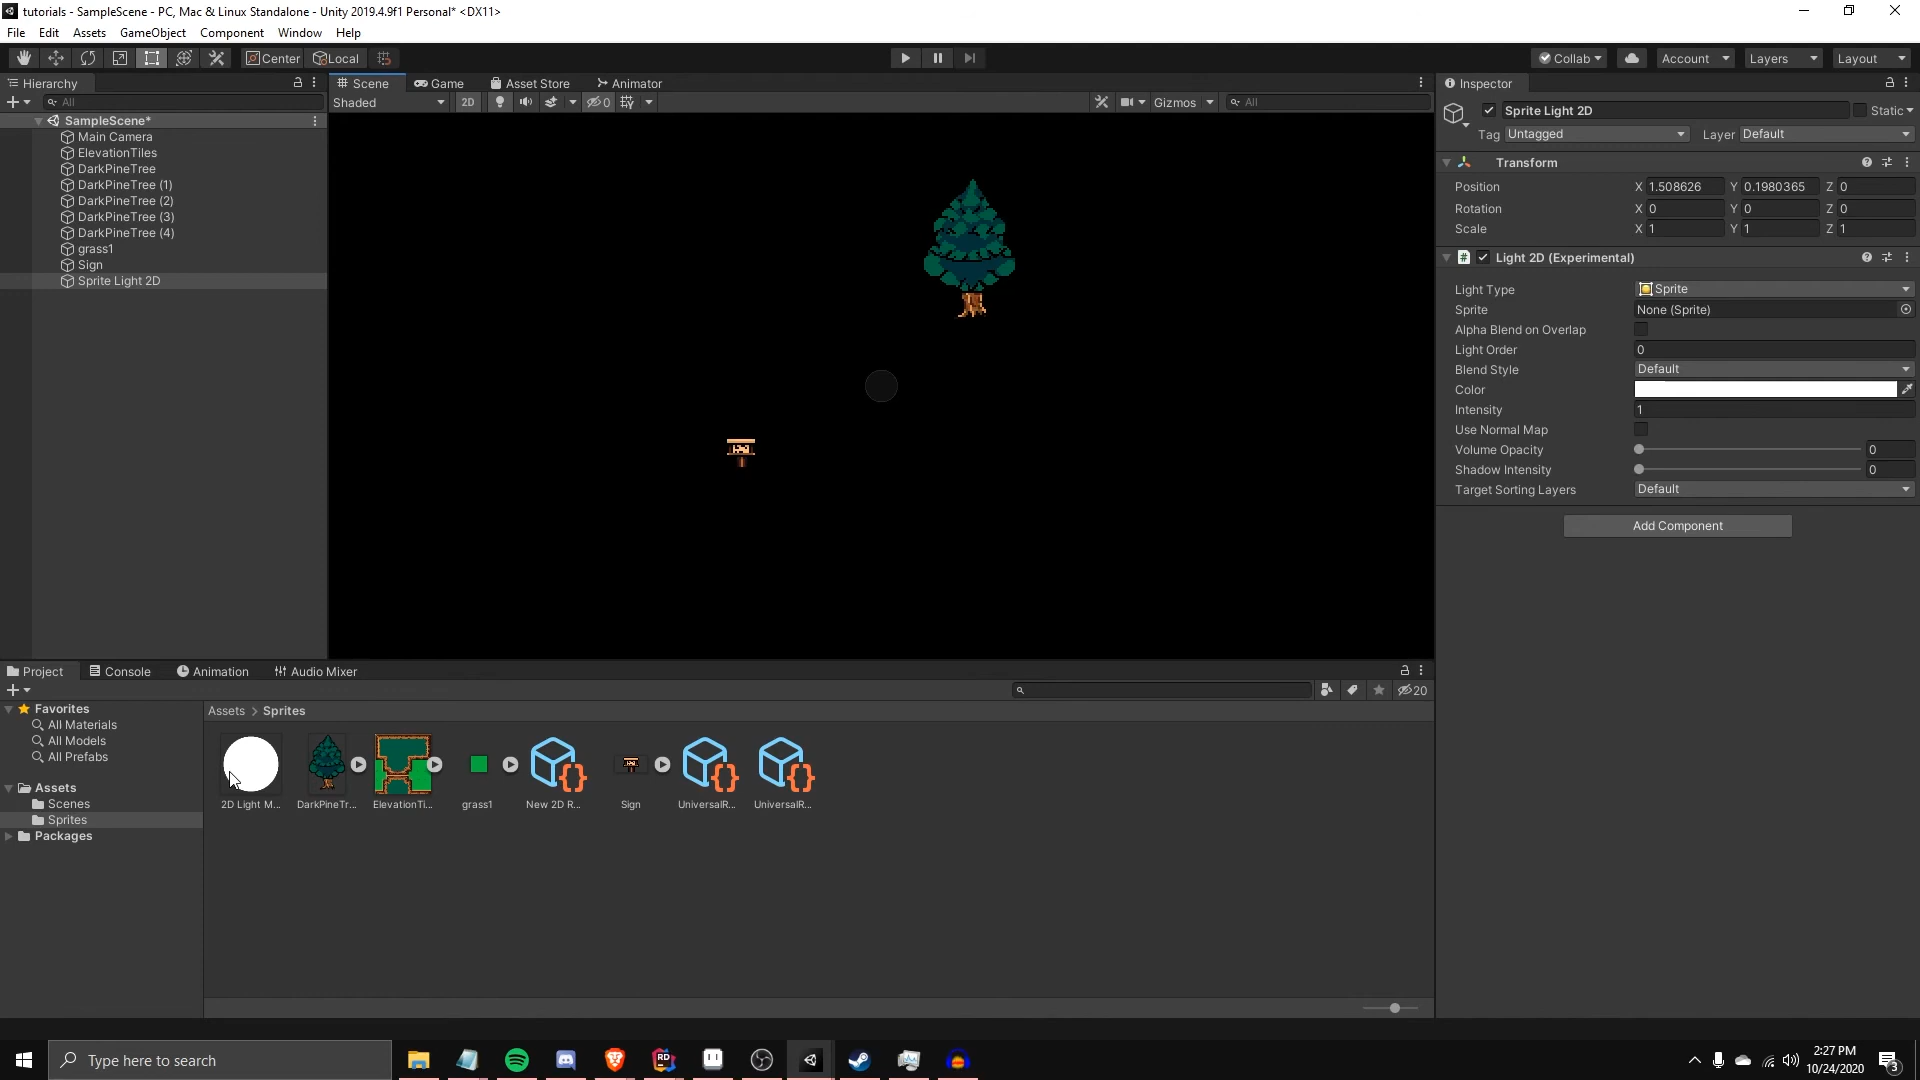 tutorials - SampleScene - PC, Mac & Linux Standalone - Unity 2019.4.9f1 Personal* <DX11>
File Edit Assets GameObject Component Window Help
Center Local Collab Account Layers Layout
Hierarchy
All
SampleScene*
Main Camera
ElevationTiles
DarkPineTree
DarkPineTree (1)
DarkPineTree (2)
DarkPineTree (3)
DarkPineTree (4)
grass1
Sign
Sprite Light 2D
Scene Game Asset Store Animator
Shaded 2D 0 Gizmos All
Inspector
Sprite Light 2D Static
Tag Untagged Layer Default
Transform
Position X 1.508626 Y 0.1980365 Z 0
Rotation X 0 Y 0 Z 0
Scale X 1 Y 1 Z 1
# Light 2D (Experimental)
Light Type Sprite
Sprite None (Sprite)
Alpha Blend on Overlap
Light Order 0
Blend Style Default
Color
Intensity 1
Use Normal Map
Volume Opacity 0
Shadow Intensity 0
Target Sorting Layers Default
Add Component
Project Console Animation Audio Mixer
20
Favorites
All Materials
All Models
All Prefabs
Assets
Scenes
Sprites
Packages
Assets > Sprites
2D Light M... DarkPineTr... ElevationTi... grass1 New 2D R... Sign UniversalR... UniversalR...
Type here to search
RD
2:27 PM
10/24/2020
3